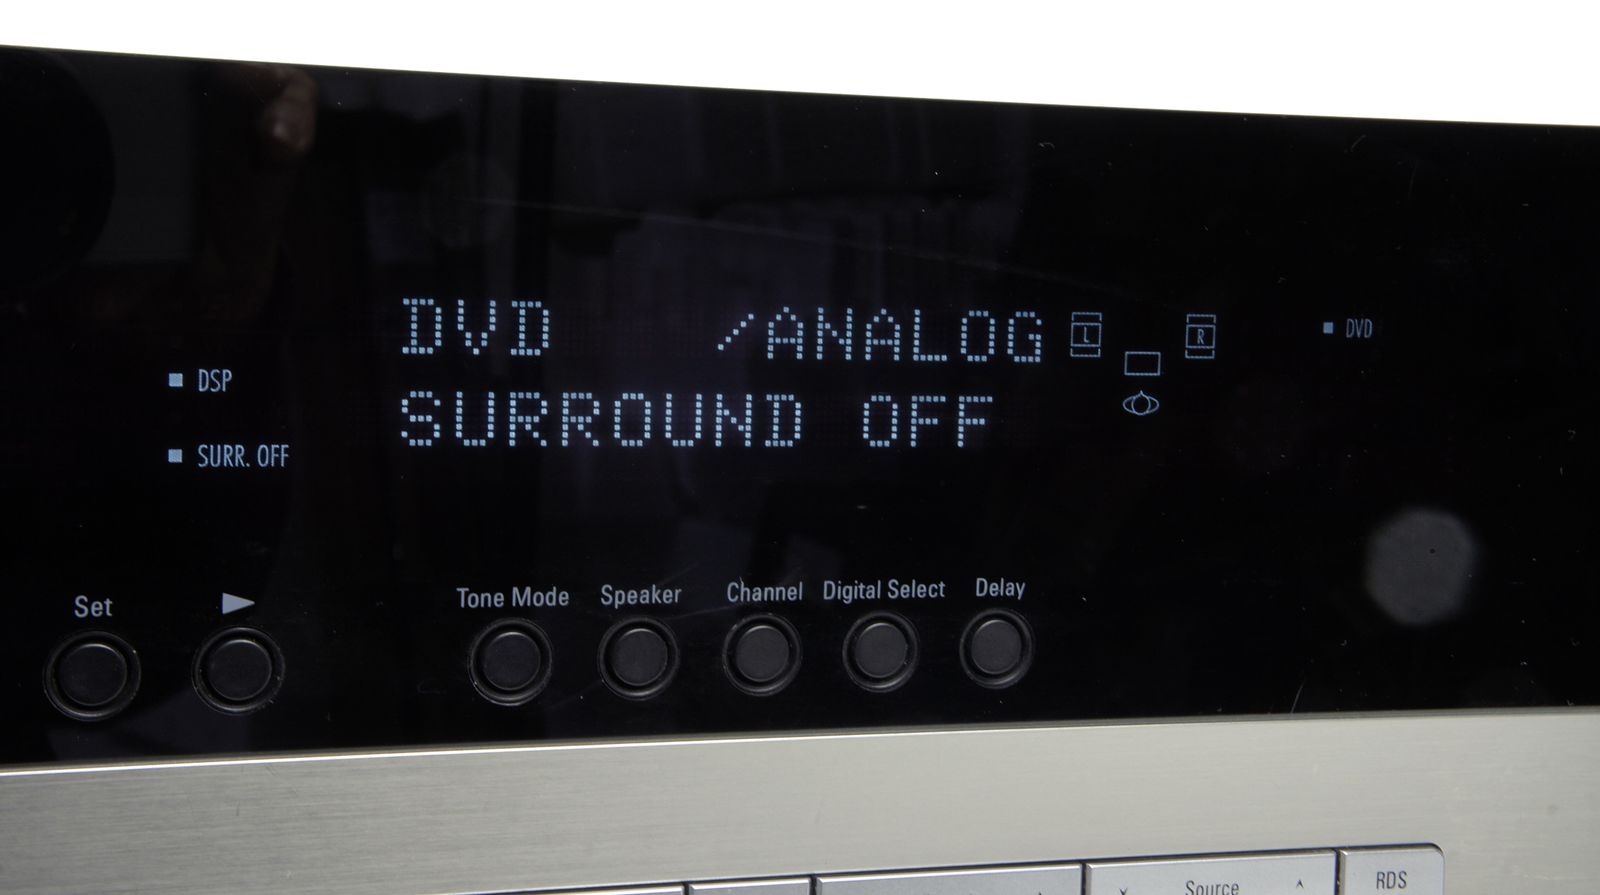 DVD /ANALOG
L
R
DVD
DSP
SURROUND OFF
SURR. OFF
Set
Tone Mode
Speaker
Channel
Digital Select
Delay
Source
RDS